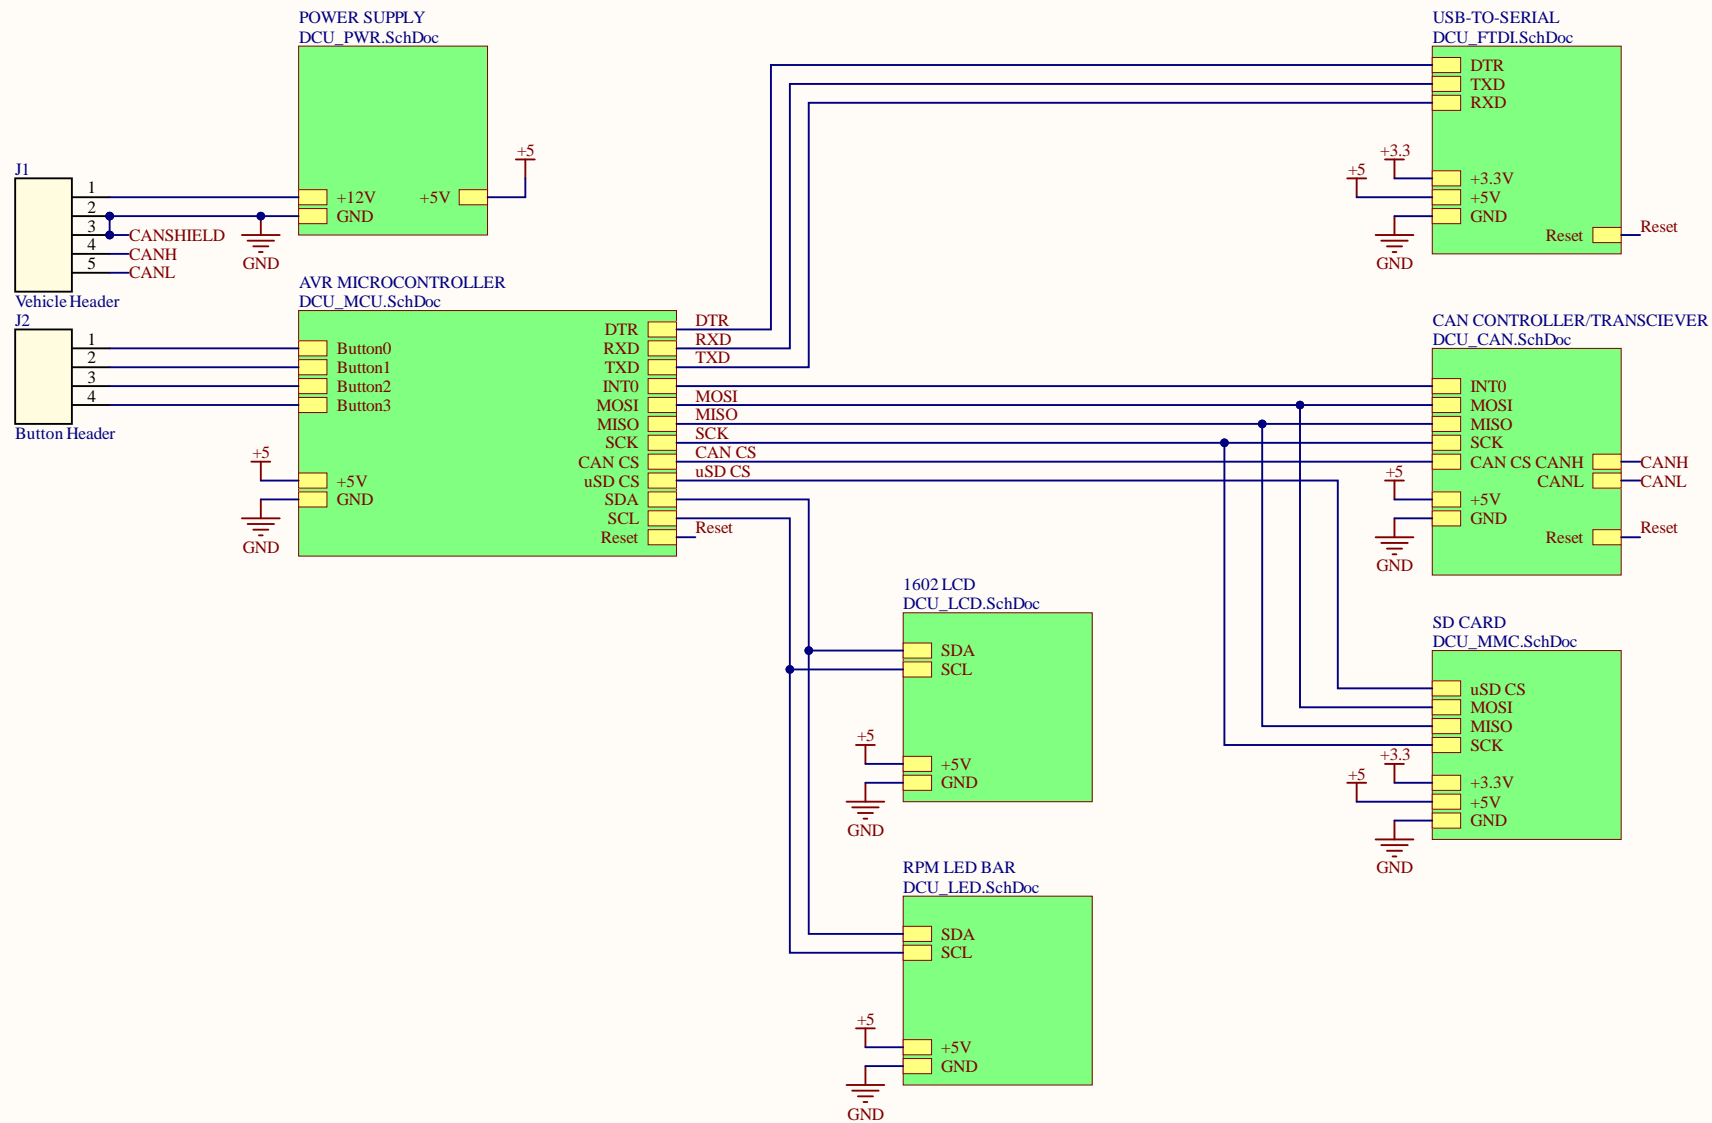 POWER SUPPLY
DCU_PWR.SchDoc
+12V
GND
+5V
+5
J1
1
2
3
4
5
CANSHIELD
CANH
CANL
GND
Vehicle Header
J2
1
2
3
4
Button Header
AVR MICROCONTROLLER
DCU_MCU.SchDoc
Button0
Button1
Button2
Button3
+5
+5V
GND
GND
DTR
RXD
TXD
INT0
MOSI
MISO
SCK
CAN CS
uSD CS
SDA
SCL
Reset
DTR
RXD
TXD
MOSI
MISO
SCK
CAN CS
uSD CS
Reset
USB-TO-SERIAL
DCU_FTDI.SchDoc
DTR
TXD
RXD
+3.3
+5
+3.3V
+5V
GND
GND
Reset
Reset
CAN CONTROLLER/TRANSCIEVER
DCU_CAN.SchDoc
INT0
MOSI
MISO
SCK
CAN CS CANH
CANH
CANL
CANL
+5
+5V
GND
GND
Reset
Reset
1602 LCD
DCU_LCD.SchDoc
SDA
SCL
+5
+5V
GND
GND
SD CARD
DCU_MMC.SchDoc
uSD CS
MOSI
MISO
SCK
+3.3
+5
+3.3V
+5V
GND
GND
RPM LED BAR
DCU_LED.SchDoc
SDA
SCL
+5
+5V
GND
GND